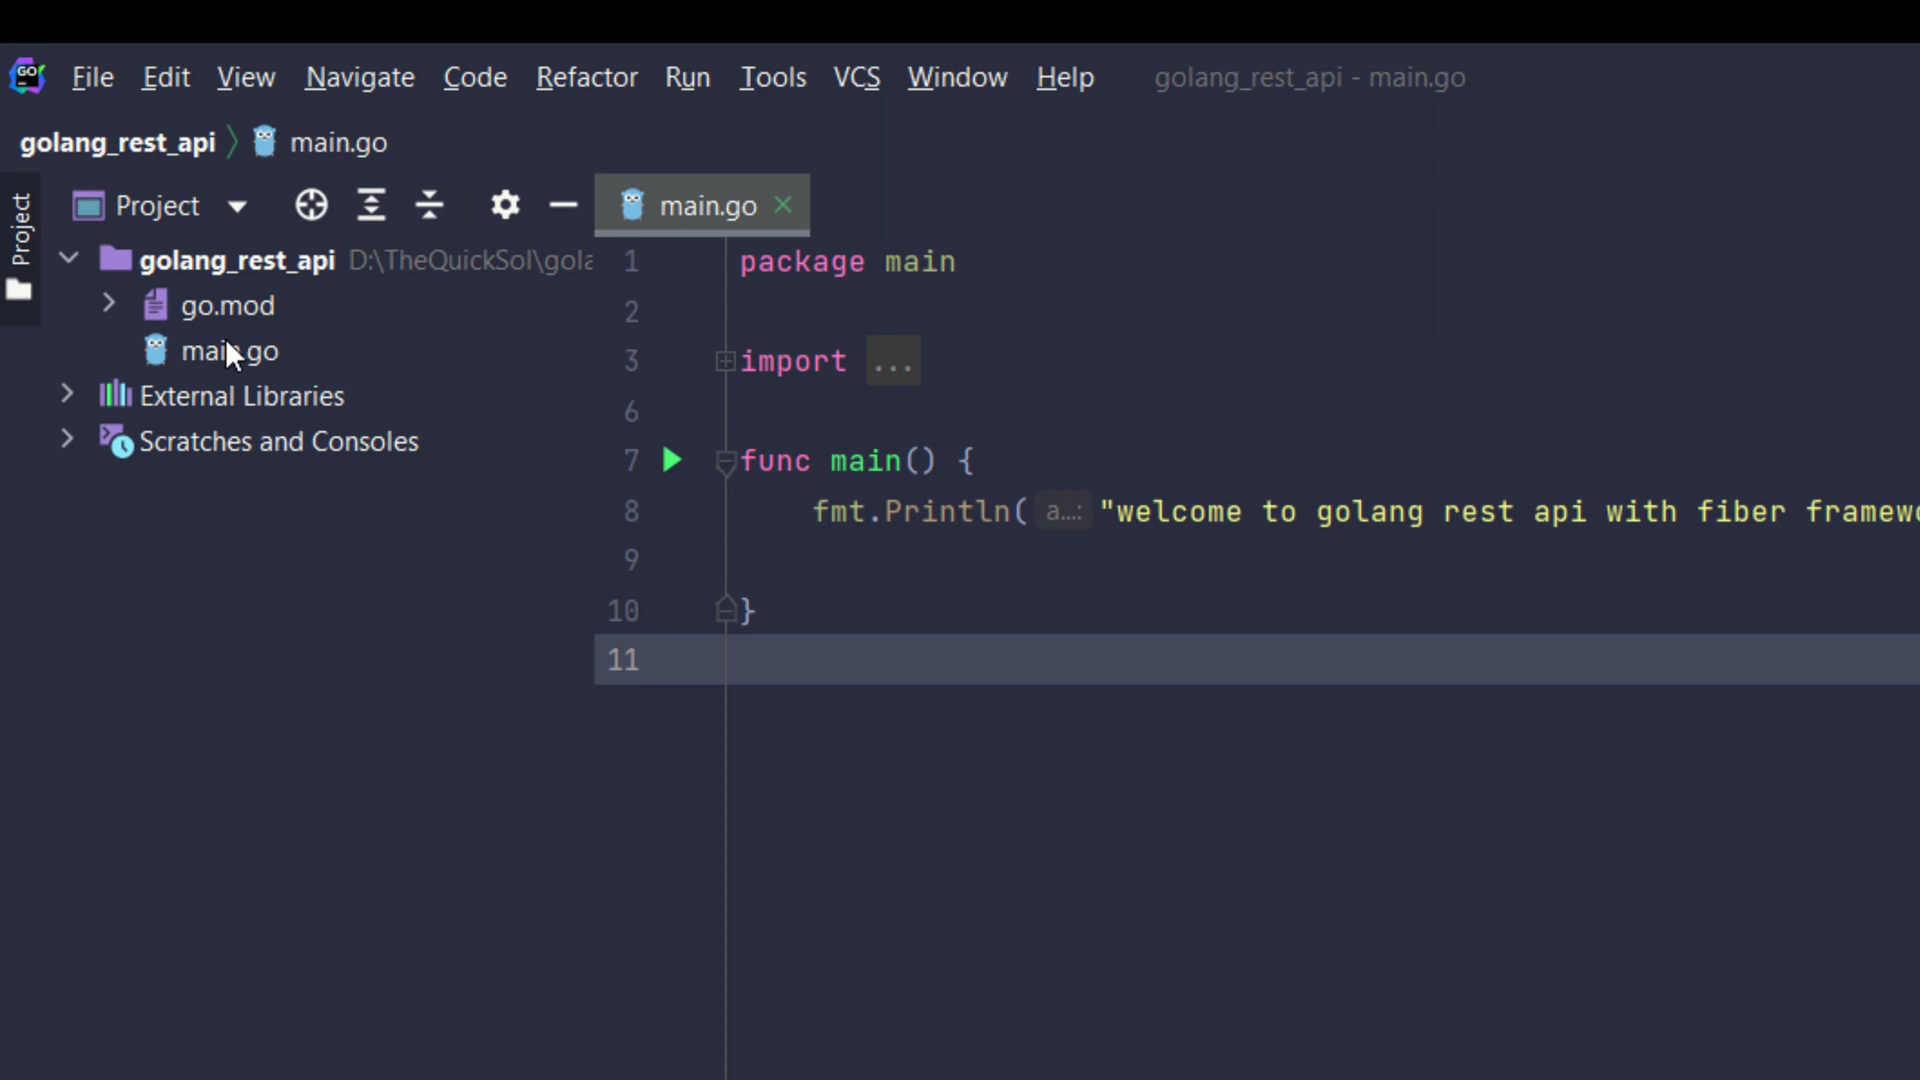 GO File Edit View Navigate Code Refactor Run Tools VCS Window Help golang_rest_api - main.go
golang_rest_api main.go
Project
Project
main.go
golang_rest_api D:\TheQuickSol\gola
go.mod
main.go
External Libraries
Scratches and Consoles
1 package main
2
3 import ...
6
7 func main() {
8 fmt.Println( a...: "welcome to golang rest api with fiber
9
10 }
11